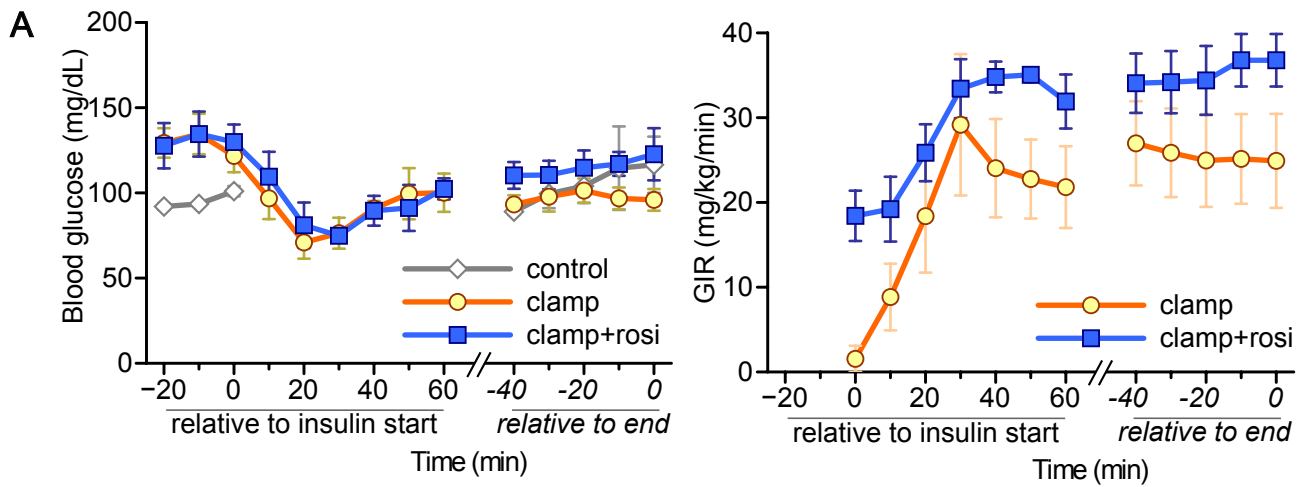 A
Blood glucose (mg/dL)
200
150
100
50
0
control
clamp
clamp+rosi
−20 0 20 40 60 -40 -20 0
relative to insulin start relative to end
Time (min)
GIR (mg/kg/min)
40
30
20
10
0
clamp
clamp+rosi
−20 0 20 40 60 -40 -20 0
relative to insulin start relative to end
Time (min)